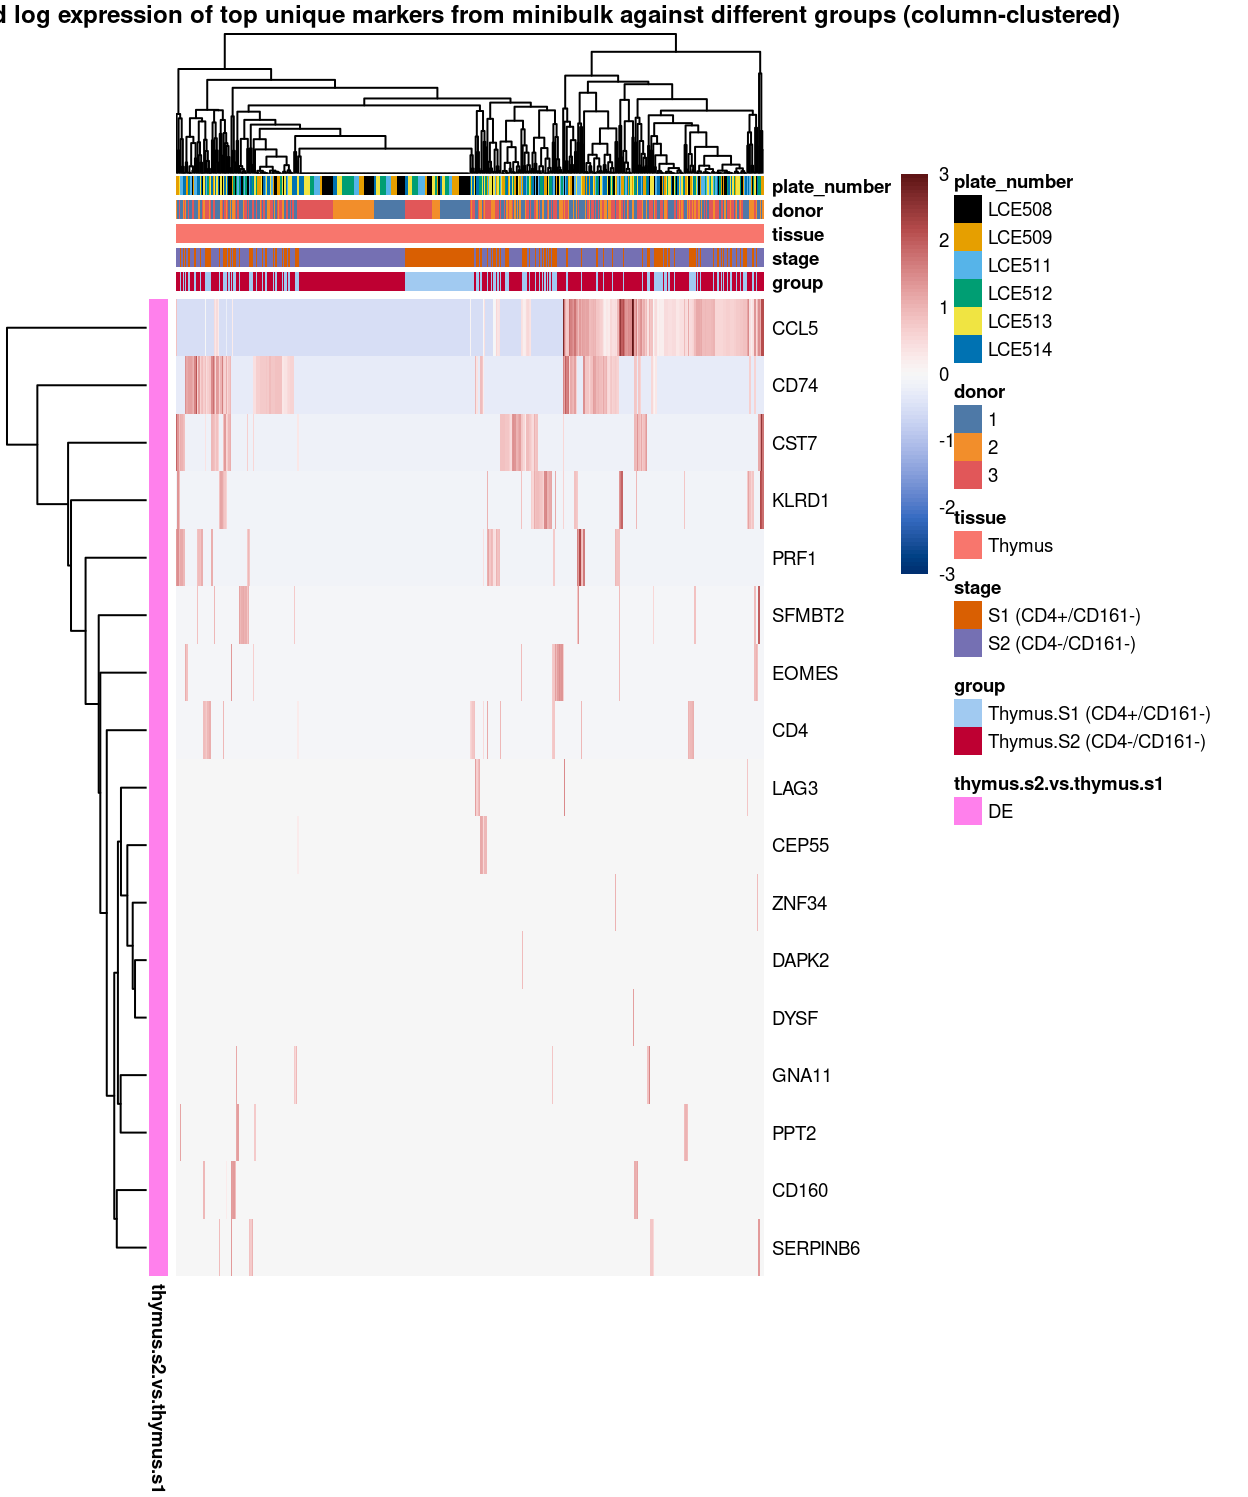 log expression of top unique markers from minibulk against different groups (column-clustered)
plate_number
donor
tissue
stage
group
CCL5
CD74
CST7
KLRD1
PRF1
SFMBT2
EOMES
CD4
LAG3
CEP55
ZNF34
DAPK2
DYSF
GNA11
PPT2
CD160
SERPINB6
thymus.s2.vs.thymus.s1
3
2
1
0
-1
-2
-3
plate_number
LCE508
LCE509
LCE511
LCE512
LCE513
LCE514
donor
1
2
3
tissue
Thymus
stage
S1 (CD4+/CD161-)
S2 (CD4-/CD161-)
group
Thymus.S1 (CD4+/CD161-)
Thymus.S2 (CD4-/CD161-)
thymus.s2.vs.thymus.s1
DE